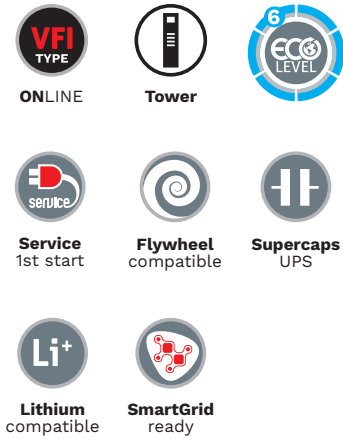 VFI
TYPE
ONLINE
Tower
6
ECO
LEVEL
service
Service
1st start
Flywheel
compatible
Supercaps
UPS
Li+
Lithium
compatible
SmartGrid
ready